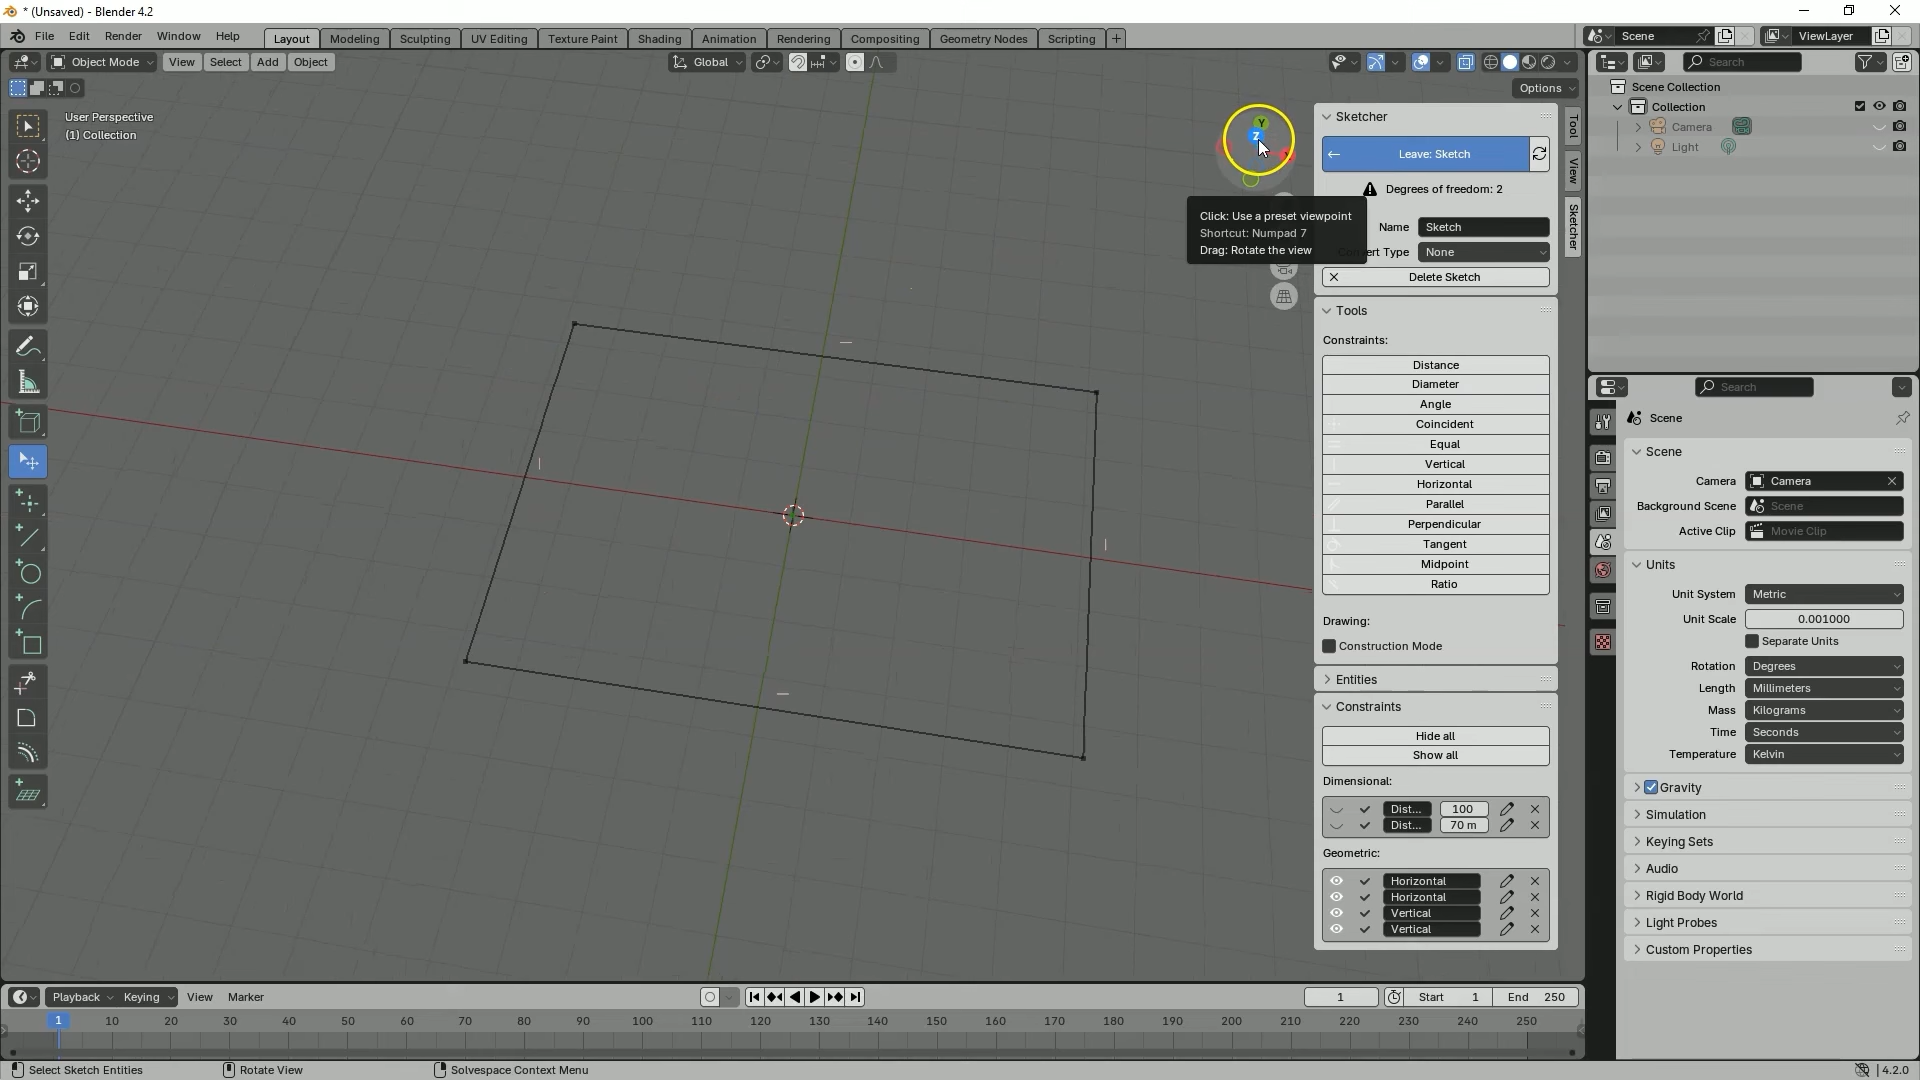 * (Unsaved) - Blender 4.2
File Edit Render Window Help
Layout Modeling Sculpting UV Editing Texture Paint Shading Animation Rendering Compositing Geometry Nodes Scripting +
Scene ViewLayer
Object Mode View Select Add Object Global
Search
Options
User Perspective
(1) Collection
Y
Z
Click: Use a preset viewpoint
Shortcut: Numpad 7
Drag: Rotate the view
Sketcher
Leave: Sketch
Degrees of freedom: 2
Name Sketch
Type None
Delete Sketch
Tools
Constraints:
Distance
Diameter
Angle
Coincident
Equal
Vertical
Horizontal
Parallel
Perpendicular
Tangent
Midpoint
Ratio
Drawing:
Construction Mode
Entities
Constraints
Hide all
Show all
Dimensional:
Dist... 100
Dist... 70 m
Geometric:
Horizontal
Horizontal
Vertical
Vertical
Tool
View
Sketcher
Scene Collection
Collection
Camera
Light
Search
Scene
Scene
Camera Camera
Background Scene Scene
Active Clip Movie Clip
Units
Unit System Metric
Unit Scale 0.001000
Separate Units
Rotation Degrees
Length Millimeters
Mass Kilograms
Time Seconds
Temperature Kelvin
Gravity
Simulation
Keying Sets
Audio
Rigid Body World
Light Probes
Custom Properties
Playback Keying View Marker
1 Start 1 End 250
1 10 20 30 40 50 60 70 80 90 100 110 120 130 140 150 160 170 180 190 200 210 220 230 240 250
Select Sketch Entities Rotate View Solvespace Context Menu 4.2.0